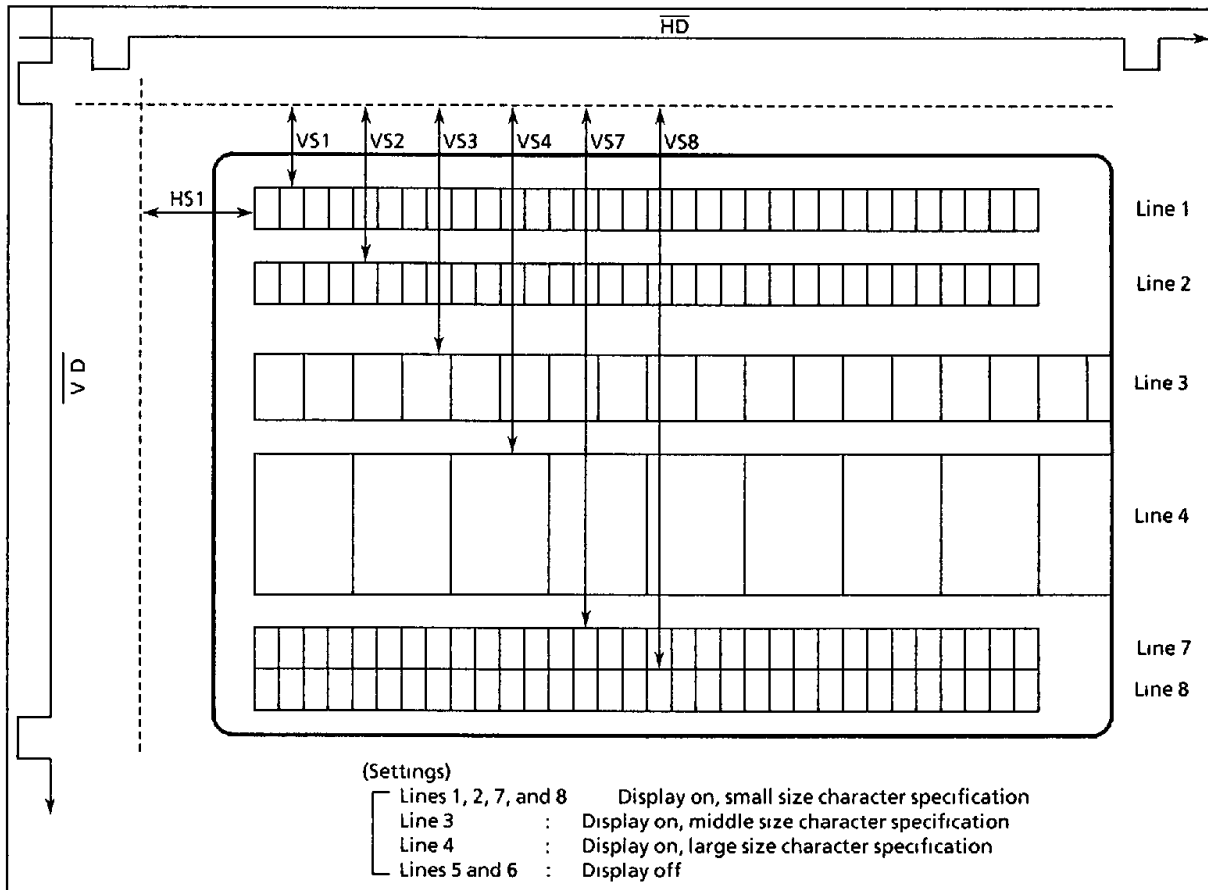 HD
VS1 VS2 VS3 VS4 VS7 VS8
HS1
Line 1
Line 2
VD
Line 3
Line 4
Line 7
Line 8
(Settings)
Lines 1, 2, 7, and 8 Display on, small size character specification
Line 3 : Display on, middle size character specification
Line 4 : Display on, large size character specification
Lines 5 and 6 : Display off